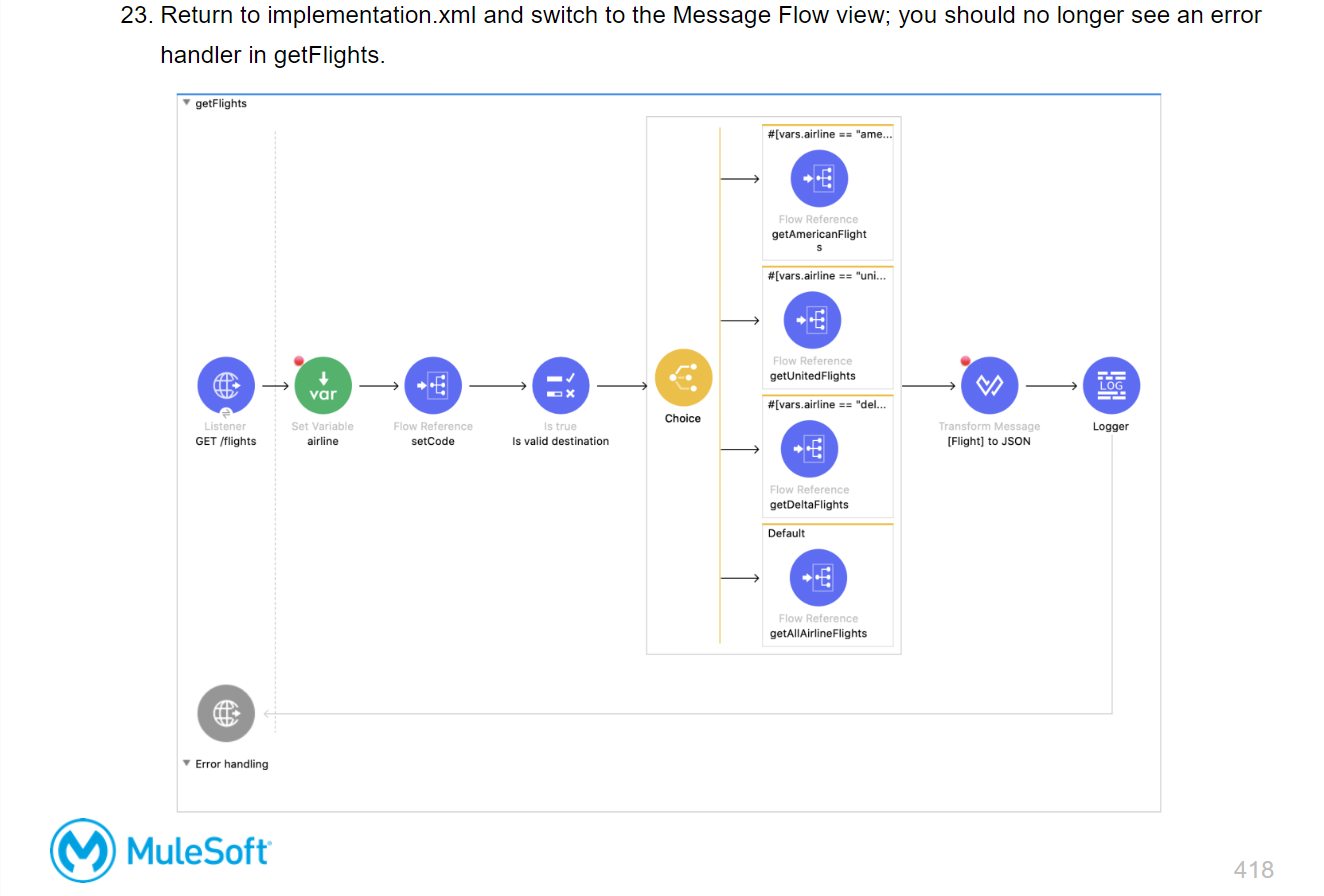 23. Return to implementation.xml and switch to the Message Flow view; you should no longer see an error
handler in getFlights.
getFlights
#[vars.airline == "ame...
Flow Reference
getAmericanFlight
s
#[vars.airline == "uni...
Flow Reference
getUnitedFlights
Listener
GET /flights
var
Set Variable
airline
Flow Reference
setCode
Is true
Is valid destination
Choice
#[vars.airline == "del...
Flow Reference
getDeltaFlights
Default
Flow Reference
getAllAirlineFlights
Transform Message
[Flight] to JSON
LOG
Logger
Error handling
MuleSoft
418